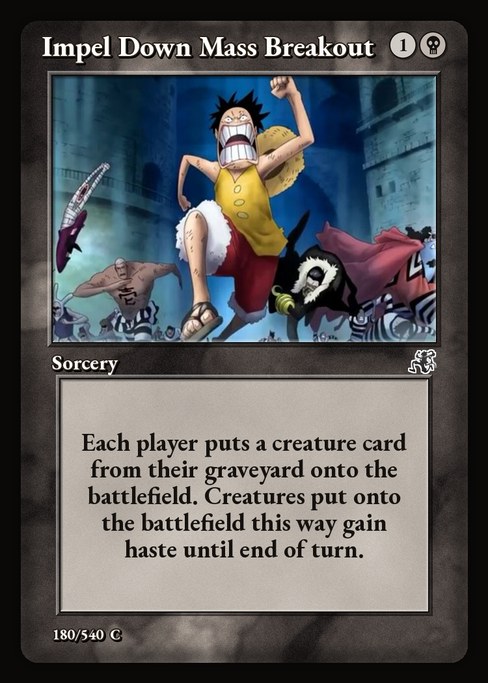 Impel Down Mass Breakout 1
Sorcery
Each player puts a creature card
from their graveyard onto the
battlefield. Creatures put onto
the battlefield this way gain
haste until end of turn.
180/540 C